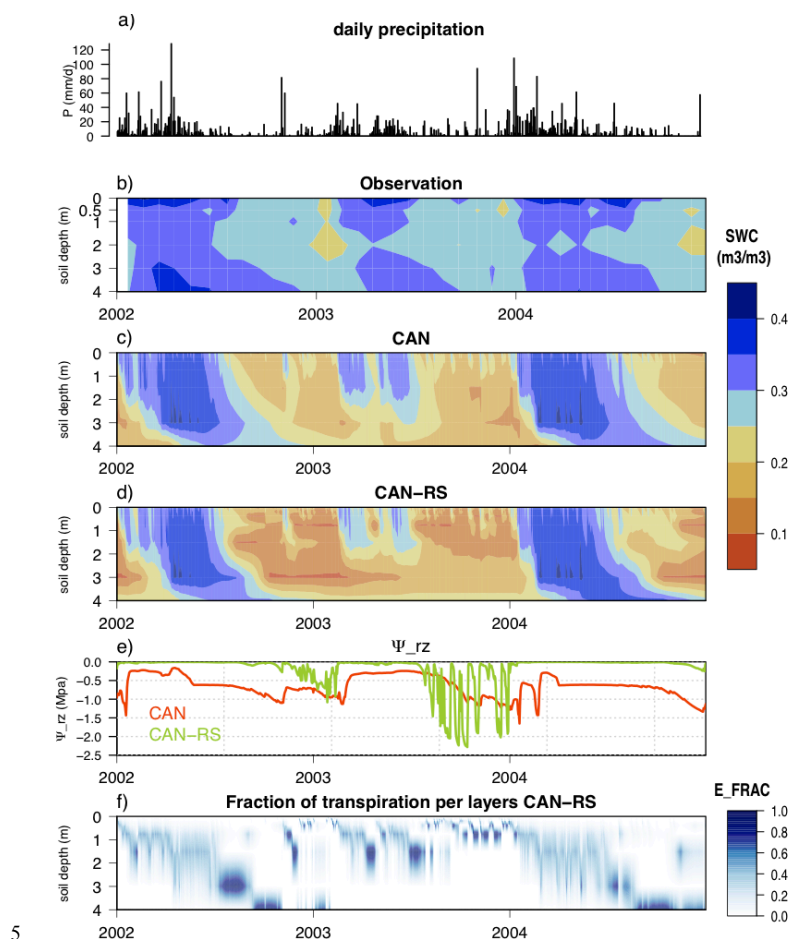 a)
daily precipitation
P (mm/d)
120
100
80
60
40
20
0
b)
Observation
soil depth (m)
0
0.5
1
2
3
4
2002
2003
2004
SWC
(m3/m3)
0.4
0.3
0.2
0.1
c)
CAN
soil depth (m)
0
1
2
3
4
2002
2003
2004
d)
CAN−RS
soil depth (m)
0
1
2
3
4
2002
2003
2004
e)
Ψ_rz
Ψ_rz (Mpa)
0.0
−0.5
−1.0
−1.5
−2.0
−2.5
CAN
CAN−RS
2002
2003
2004
f)
Fraction of transpiration per layers CAN−RS
soil depth (m)
0
1
2
3
4
2002
2003
2004
E_FRAC
1.0
0.8
0.6
0.4
0.2
0.0
5